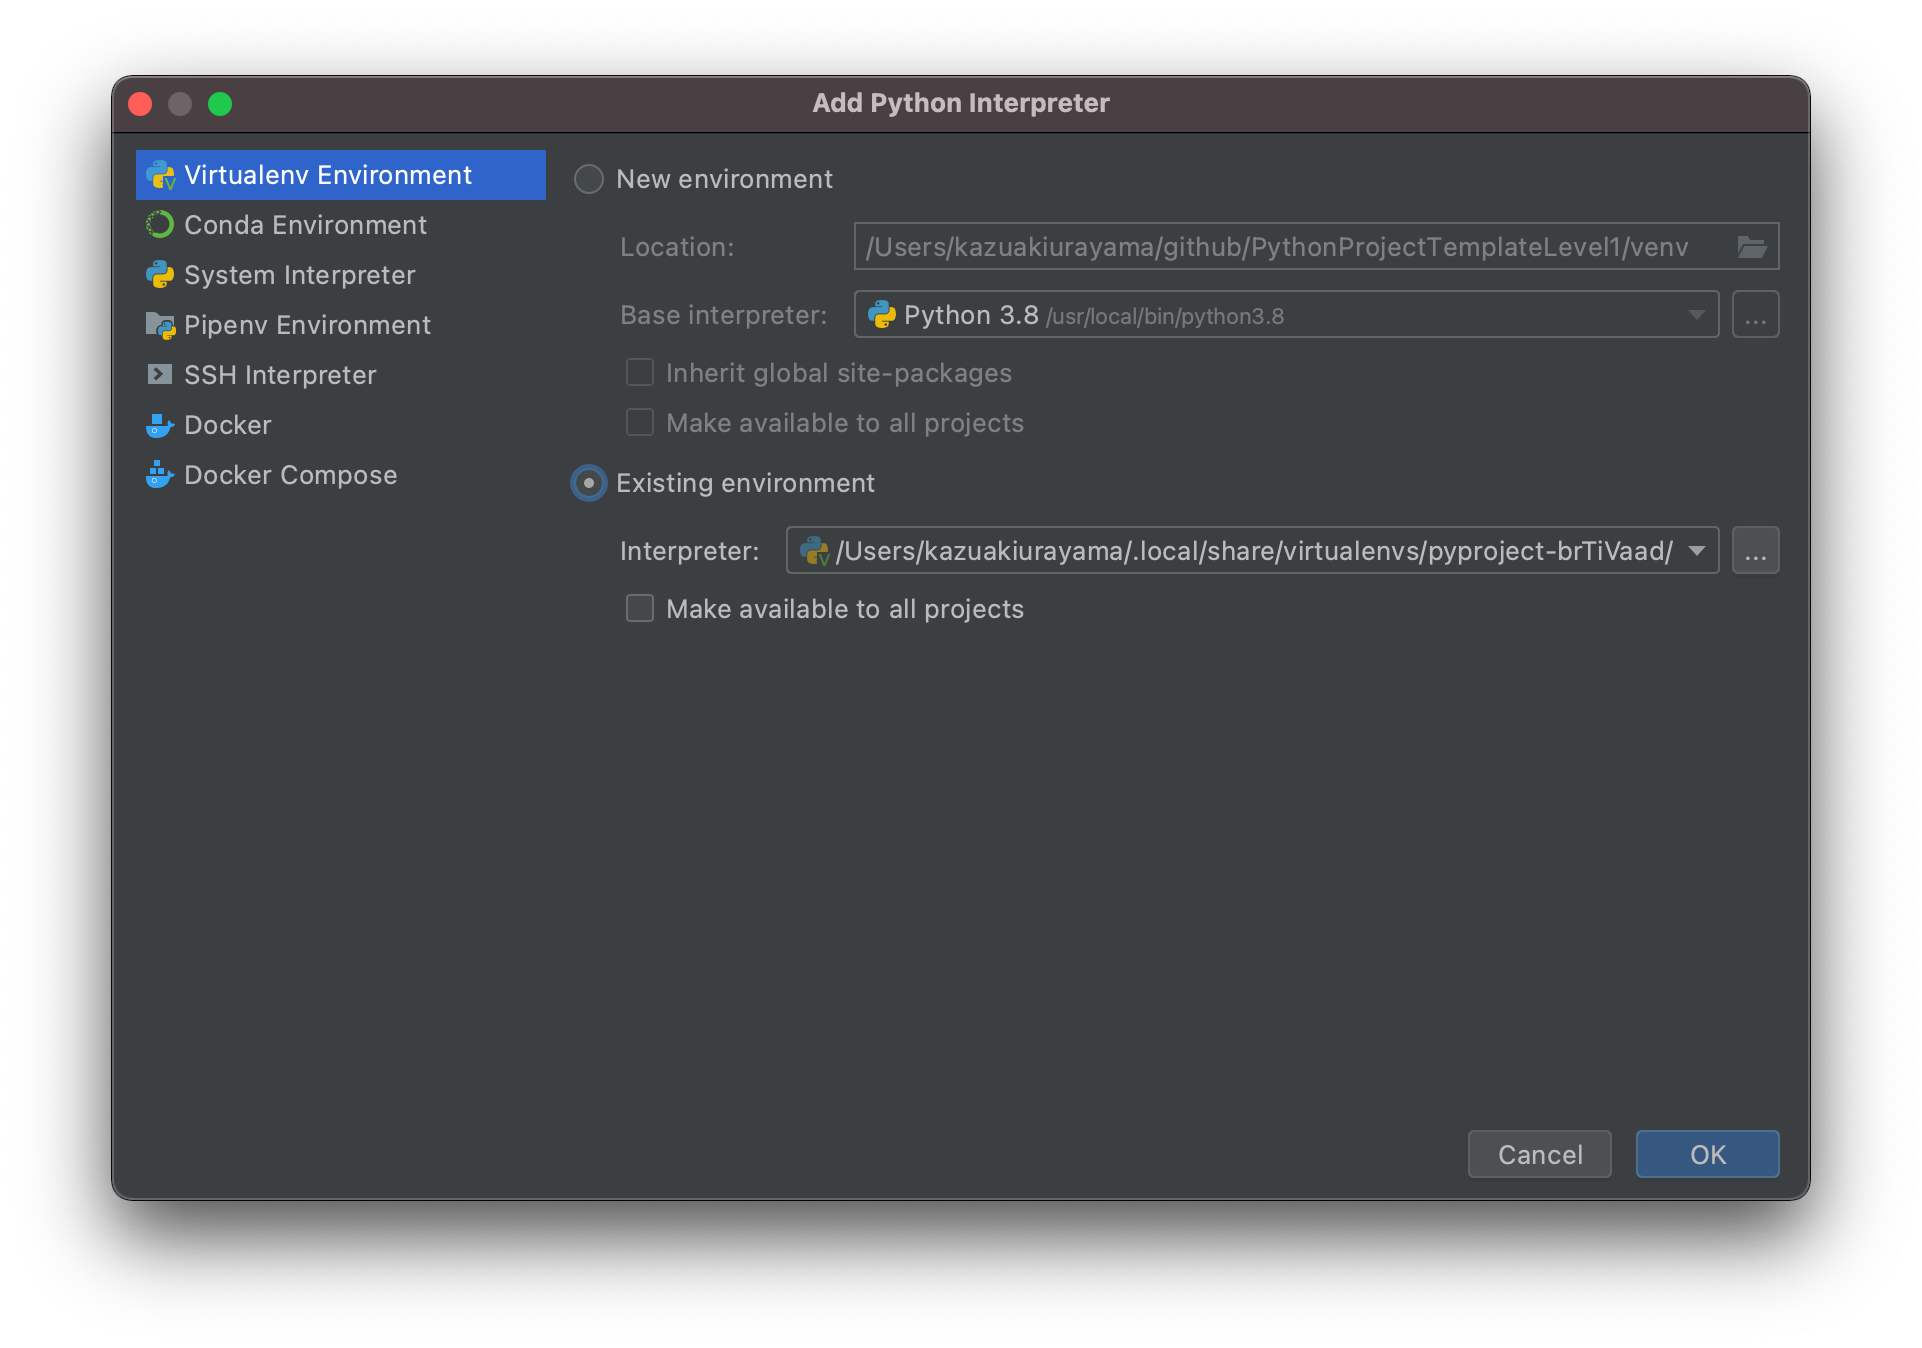 Add Python Interpreter
Virtualenv Environment
Conda Environment
System Interpreter
Pipenv Environment
SSH Interpreter
Docker
Docker Compose
New environment
Location: /Users/kazuakiurayama/github/PythonProjectTemplateLevel1/venv
Base interpreter: Python 3.8 /usr/local/bin/python3.8 ...
Inherit global site-packages
Make available to all projects
Existing environment
Interpreter: /Users/kazuakiurayama/.local/share/virtualenvs/pyproject-brTiVaad/ ...
Make available to all projects
Cancel OK